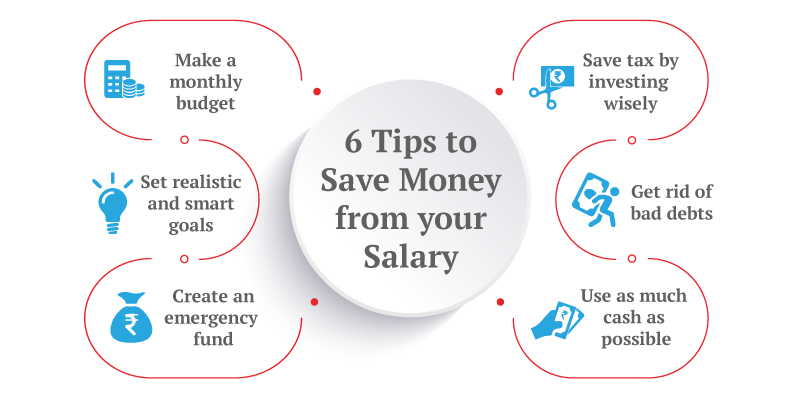 6 Tips to
Save Money
from your
Salary
Make a
monthly
budget
Set realistic
and smart
goals
Create an
emergency
fund
Save tax by
investing
wisely
Get rid of
bad debts
Use as much
cash as
possible
₹
₹
₹